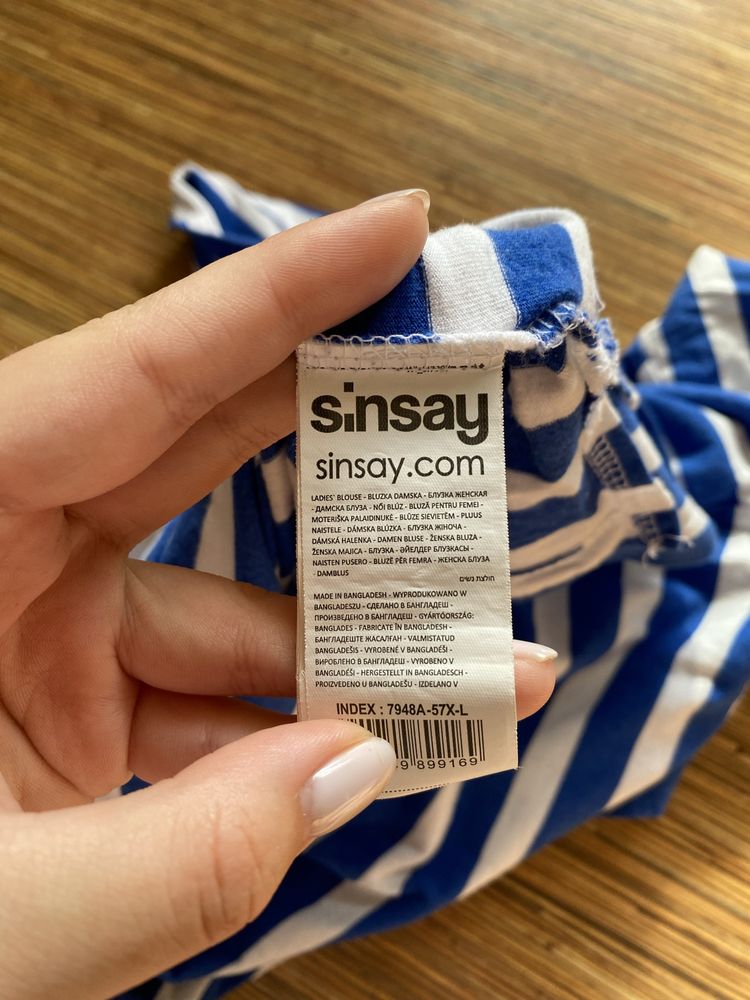 sinsay
sinsay.com
LADIES' BLOUSE - BLUZKA DAMSKA - БЛУЗКА ЖЕНСКАЯ
- ДАМСКА БЛУЗА - NŐI BLÚZ - BLUZĂ PENTRU FEMEI -
MOTERIŠKA PALAIDINUKĖ - BLŪZE SIEVIETĒM - PLUUS
NAISTELE - DÁMSKA BLÚZKA - БЛУЗКА ЖІНОЧА -
DÁMSKÁ HALENKA - DAMEN BLUSE - ŽENSKA BLUZA -
ŽENSKA MAJICA - БЛУЗКА - ӘЙЕЛДЕР БЛУЗКАСЫ -
NAISTEN PUSERO - BLUZË PËR FEMRA - ЖЕНСКА БЛУЗА
- DAMBLUS
חולצת נשים
MADE IN BANGLADESH - WYPRODUKOWANO W
BANGLADESZU - СДЕЛАНО В БАНГЛАДЕШ -
ПРОИЗВЕДЕНО В БАНГЛАДЕШ - GYÁRTÓORSZÁG:
BANGLADES - FABRICATE ÎN BANGLADESH -
БАНГЛАДЕШТЕ ЖАСАЛҒАН - VALMISTATUD
BANGLADEŠIS - VYROBENÉ V BANGLADÉŠI -
ВИРОБЛЕНО В БАНГЛАДЕШ - VYROBENO V
BANGLADÉŠI - HERGESTELLT IN BANGLADESCH -
PROIZVEDENO U BANGLADEŠU - IZDELANO V
INDEX : 7948A-57X-L
9 899169